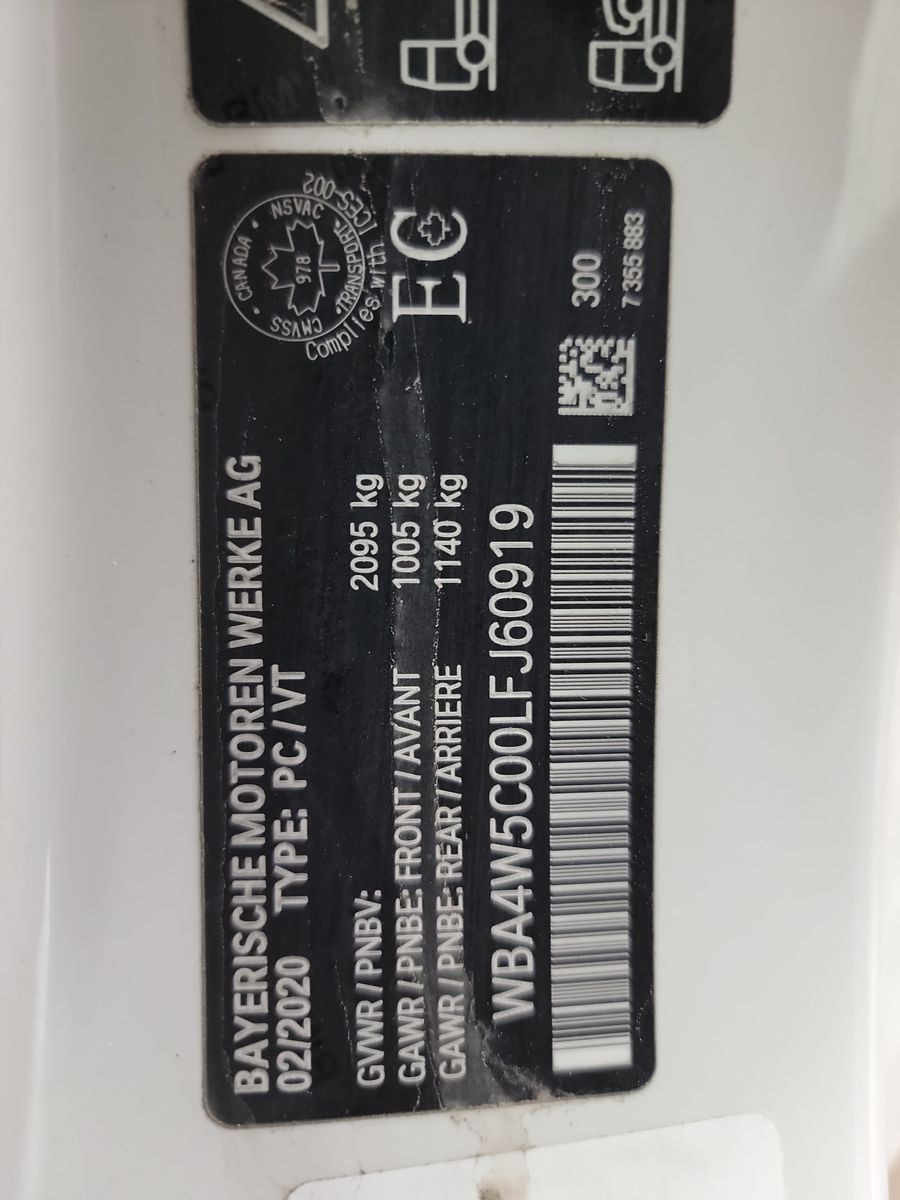 BAYERISCHE MOTOREN WERKE AG
02/2020 TYPE: PC / VT
GVWR / PNBV: 2095 kg
GAWR / PNBE: FRONT / AVANT 1005 kg
GAWR / PNBE: REAR / ARRIERE 1140 kg
WBA4W5C00LFJ60919
CANADA · NSVAC · TRANSPORT · CMVSS
978
Complies with ICES-002
EC
300
7 355 883